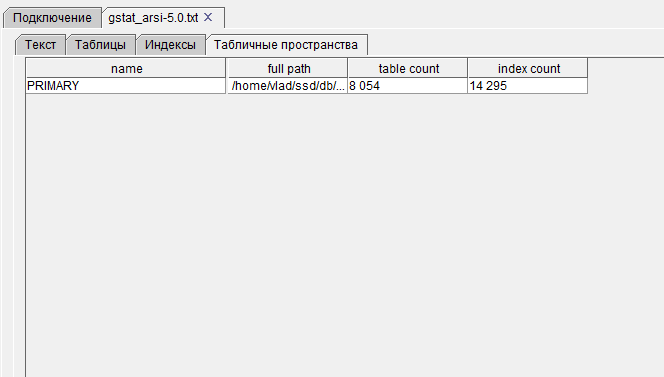 Подключение gstat_arsi-5.0.txt X
Текст Таблицы Индексы Табличные пространства
name full path table count index count
PRIMARY /home/vlad/ssd/db/... 8 054 14 295